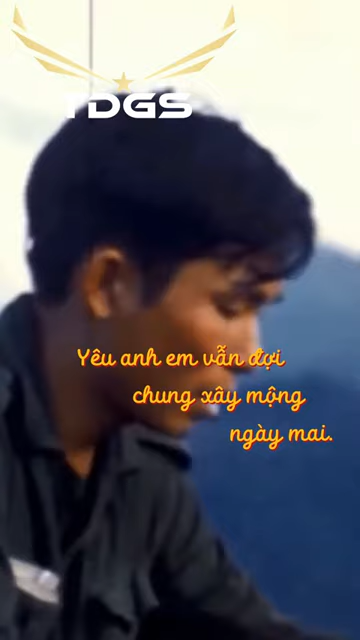 TDGS
Yêu anh em vẫn đợi
chung xây mộng
ngày mai.